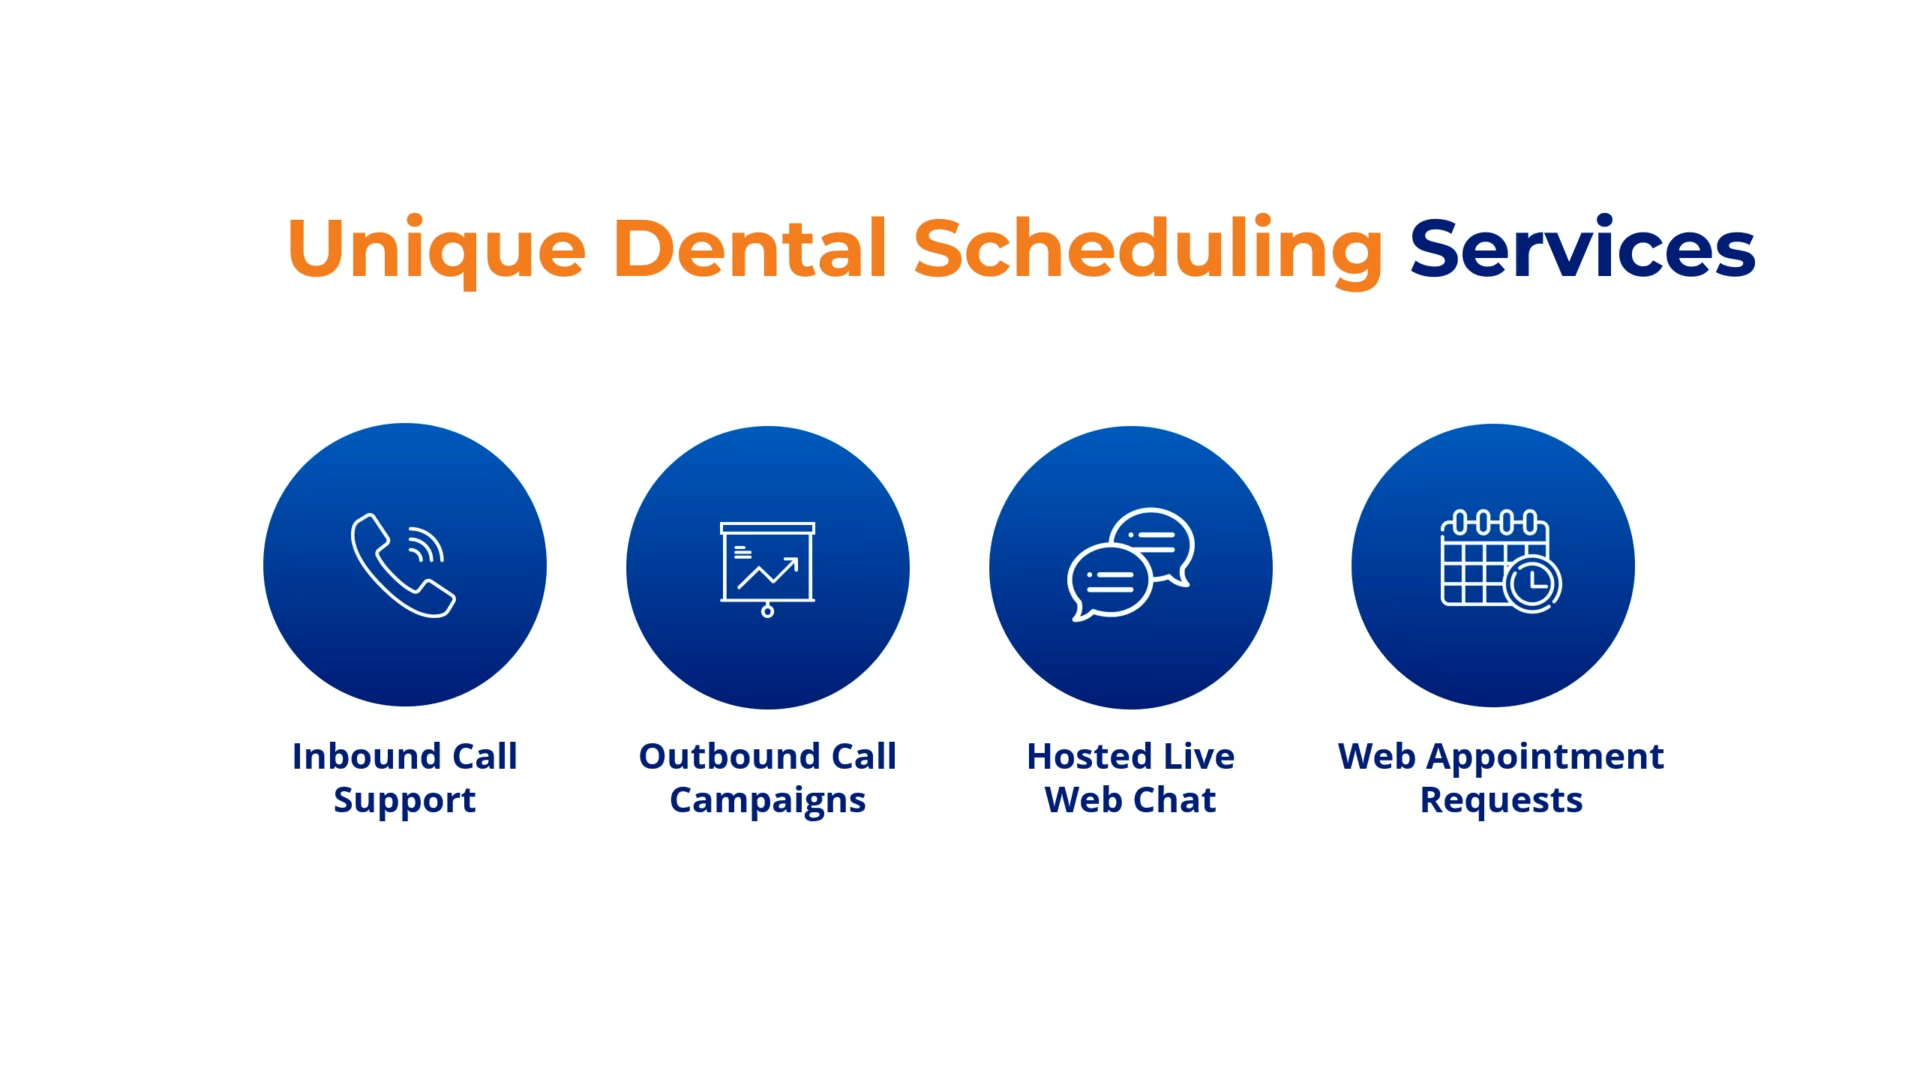 Unique Dental Scheduling Services
Inbound Call
Support
Outbound Call
Campaigns
Hosted Live
Web Chat
Web Appointment
Requests